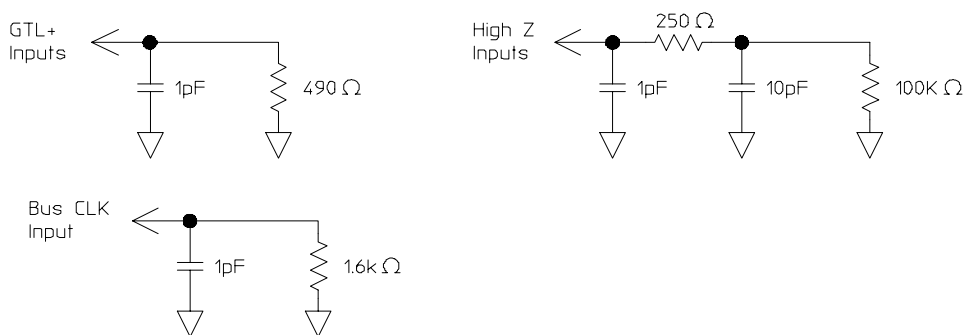 GTL+
Inputs
1pF
490 Ω
High Z
Inputs
250 Ω
1pF
10pF
100K Ω
Bus CLK
Input
1pF
1.6k Ω